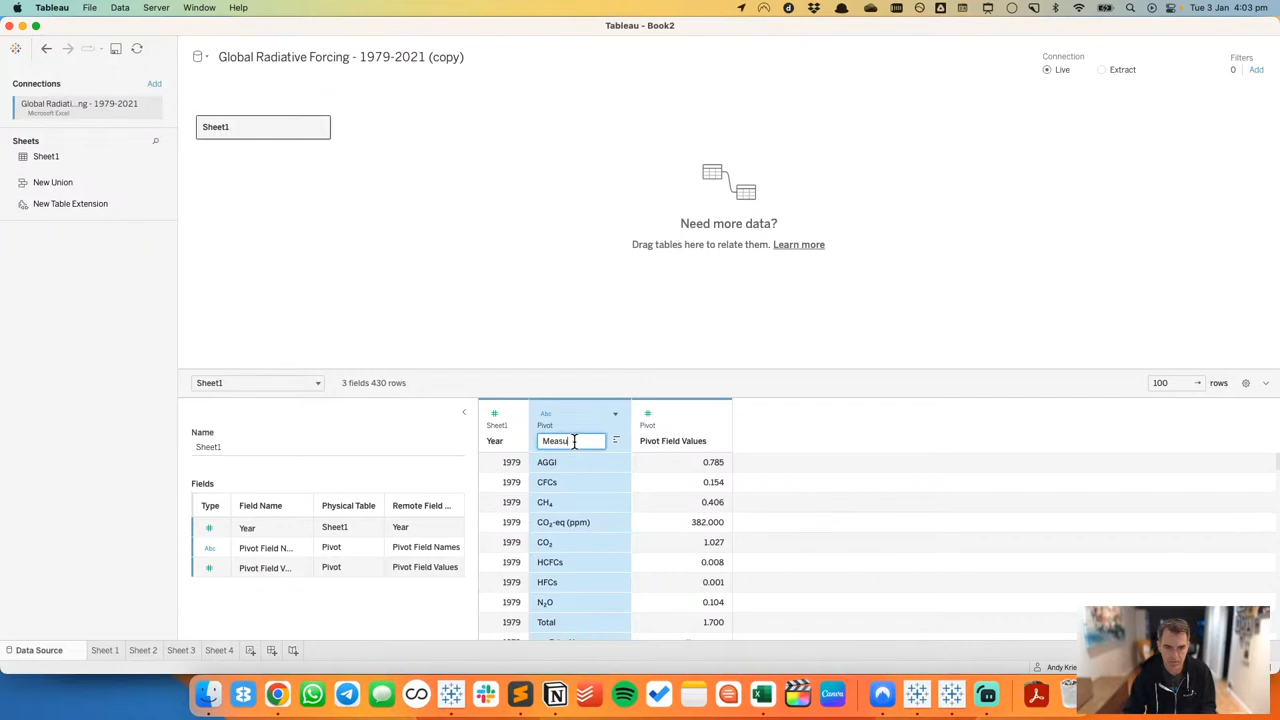 Tableau File Data Server Window Help
Tue 3 Jan 4:03 pm
Tableau - Book2
Global Radiative Forcing - 1979-2021 (copy)
Connection
Live
Extract
Filters
0
Add
Connections
Add
Global Radiati...ng - 1979-2021
Microsoft Excel
Sheets
Sheet1
New Union
New Table Extension
Sheet1
Need more data?
Drag tables here to relate them. Learn more
Sheet1
3 fields 430 rows
100
rows
Name
Sheet1
Fields
Type Field Name Physical Table Remote Field ...
# Year Sheet1 Year
Abc Pivot Field N... Pivot Pivot Field Names
# Pivot Field V... Pivot Pivot Field Values
# Abc #
Sheet1 Pivot Pivot
Year Measu Pivot Field Values
1979 AGGI 0.785
1979 CFCs 0.154
1979 CH₄ 0.406
1979 CO₂-eq (ppm) 382.000
1979 CO₂ 1.027
1979 HCFCs 0.008
1979 HFCs 0.001
1979 N₂O 0.104
1979 Total 1.700
Data Source Sheet 1 Sheet 2 Sheet 3 Sheet 4
Andy Krie
Canva